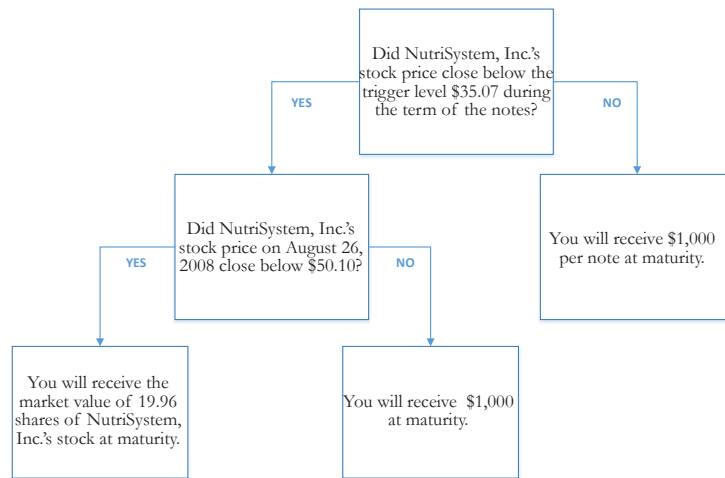 Did NutriSystem, Inc.'s
stock price close below the
trigger level $35.07 during
the term of the notes?
YES
NO
Did NutriSystem, Inc.'s
stock price on August 26,
2008 close below $50.10?
You will receive $1,000
per note at maturity.
YES
NO
You will receive the
market value of 19.96
shares of NutriSystem,
Inc.'s stock at maturity.
You will receive $1,000
at maturity.